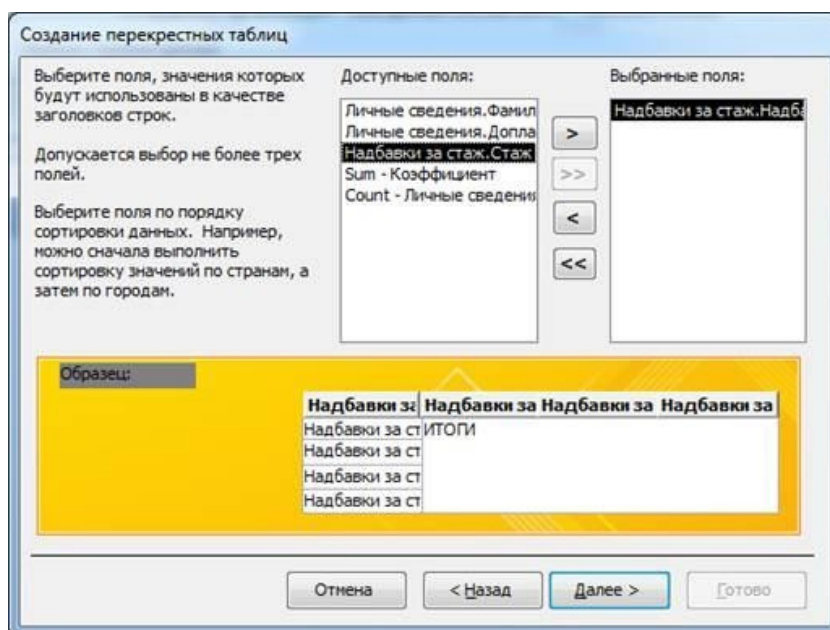 Создание перекрестных таблиц
Выберите поля, значения которых
будут использованы в качестве
заголовков строк.
Допускается выбор не более трех
полей.
Выберите поля по порядку
сортировки данных. Например,
можно сначала выполнить
сортировку значений по странам, а
затем по городам.
Доступные поля:
Личные сведения.Фамил
Личные сведения.Допла
Надбавки за стаж.Стаж
Sum - Коэффициент
Count - Личные сведения
>
>>
<
<<
Выбранные поля:
Надбавки за стаж.Надба
Образец:
Надбавки за Надбавки за Надбавки за Надбавки за
Надбавки за ст ИТОГИ
Надбавки за ст
Надбавки за ст
Надбавки за ст
Отмена
< Назад
Далее >
Готово